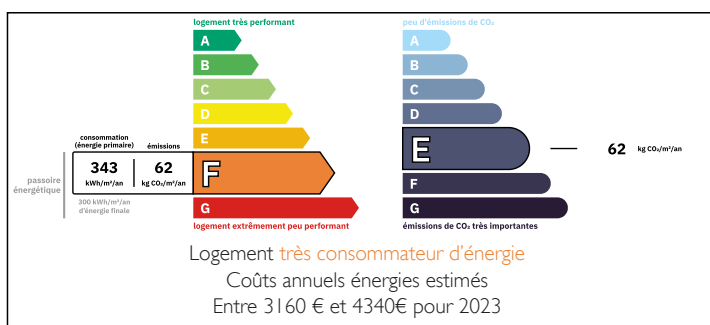 logement très performant
A
B
C
D
E
consommation
(énergie primaire)
émissions
343
kWh/m²/an
62
kg CO₂/m²/an
F
passoire
énergétique
300 kWh/m²/an
d'énergie finale
G
logement extrêmement peu performant
peu d'émissions de CO₂
A
B
C
D
E
62 kg CO₂/m²/an
F
G
émissions de CO₂ très importantes
Logement très consommateur d'énergie
Coûts annuels énergies estimés
Entre 3160 € et 4340€ pour 2023